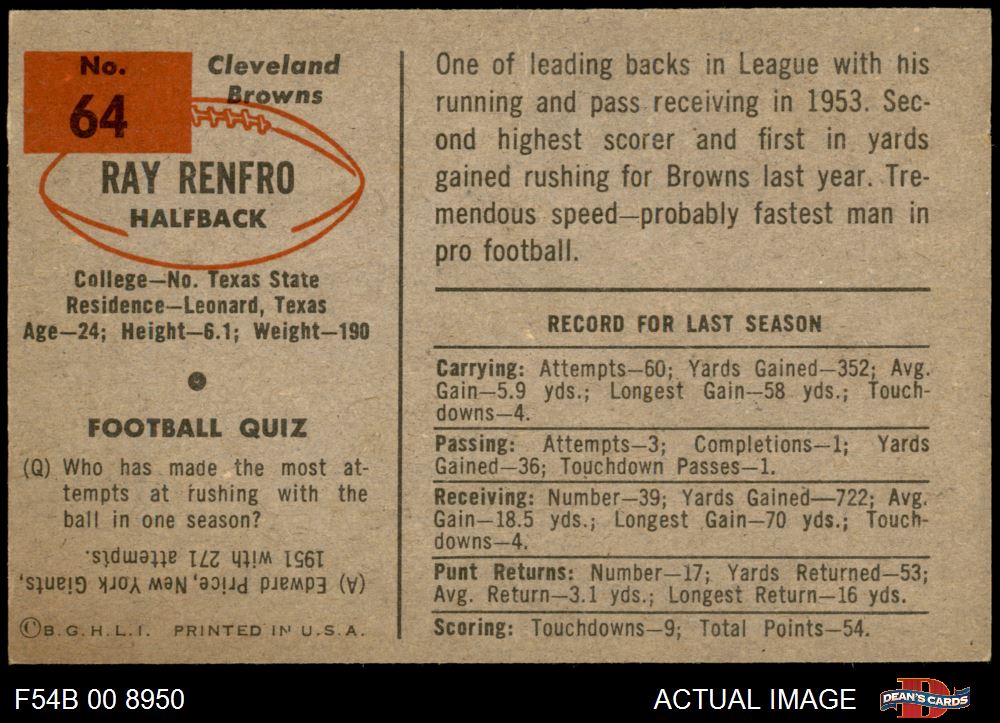 No.
64
Cleveland
Browns
RAY RENFRO
HALFBACK
College—No. Texas State
Residence—Leonard, Texas
Age—24; Height—6.1; Weight—190
FOOTBALL QUIZ
(Q) Who has made the most at-
tempts at rushing with the
ball in one season?
(A) Edward Price, New York Giants,
1951 with 271 attempts.
©B.G.H.L.I. PRINTED IN U.S.A.
One of leading backs in League with his
running and pass receiving in 1953. Sec-
ond highest scorer and first in yards
gained rushing for Browns last year. Tre-
mendous speed—probably fastest man in
pro football.
RECORD FOR LAST SEASON
Carrying: Attempts—60; Yards Gained—352; Avg.
Gain—5.9 yds.; Longest Gain—58 yds.; Touch-
downs—4.
Passing: Attempts—3; Completions—1; Yards
Gained—36; Touchdown Passes—1.
Receiving: Number—39; Yards Gained—722; Avg.
Gain—18.5 yds.; Longest Gain—70 yds.; Touch-
downs—4.
Punt Returns: Number—17; Yards Returned—53;
Avg. Return—3.1 yds.; Longest Return—16 yds.
Scoring: Touchdowns—9; Total Points—54.
F54B 00 8950
ACTUAL IMAGE
DEAN'S CARDS